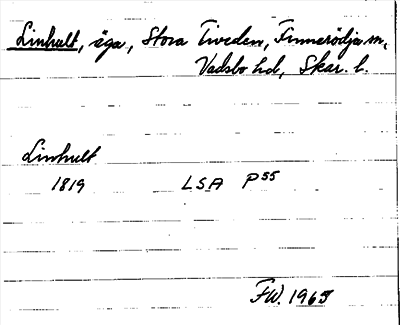 Linhult, äga, Stora Tiveden, Finnerödja sn,
Vadsbo hd, Skar. l.
Linhult
1819 LSA P55
FW. 1965